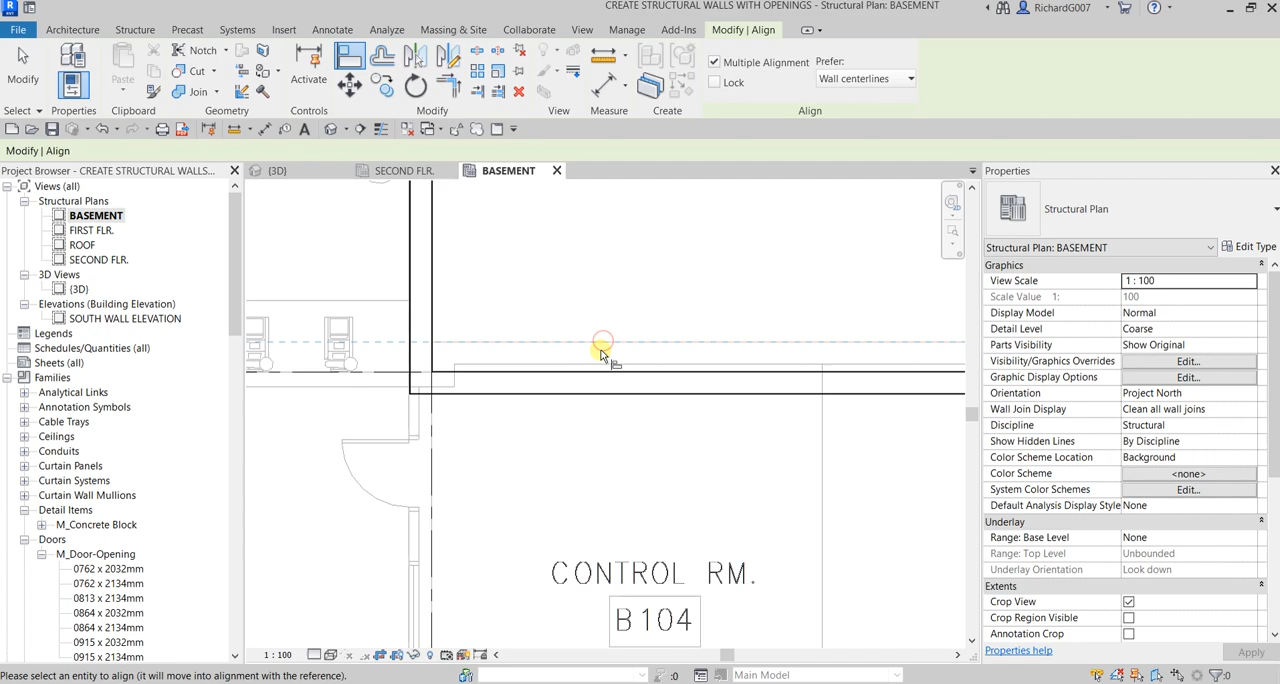 CREATE STRUCTURAL WALLS WITH OPENINGS - Structural Plan: BASEMENT
RichardG007
File Architecture Structure Precast Systems Insert Annotate Analyze Massing & Site Collaborate View Manage Add-Ins Modify | Align
Modify Paste Notch Cut Join Activate
Multiple Alignment
Lock
Prefer:
Wall centerlines
Select Properties Clipboard Geometry Controls Modify View Measure Create Align
Modify | Align
Project Browser - CREATE STRUCTURAL WALLS...
{3D} SECOND FLR. BASEMENT
Properties
Views (all)
Structural Plans
BASEMENT
FIRST FLR.
ROOF
SECOND FLR.
3D Views
{3D}
Elevations (Building Elevation)
SOUTH WALL ELEVATION
Legends
Schedules/Quantities (all)
Sheets (all)
Families
Analytical Links
Annotation Symbols
Cable Trays
Ceilings
Conduits
Curtain Panels
Curtain Systems
Curtain Wall Mullions
Detail Items
M_Concrete Block
Doors
M_Door-Opening
0762 x 2032mm
0762 x 2134mm
0813 x 2134mm
0864 x 2032mm
0864 x 2134mm
0915 x 2032mm
0915 x 2134mm
CONTROL RM.
B104
Structural Plan
Structural Plan: BASEMENT Edit Type
Graphics
View Scale 1 : 100
Scale Value 1: 100
Display Model Normal
Detail Level Coarse
Parts Visibility Show Original
Visibility/Graphics Overrides Edit...
Graphic Display Options Edit...
Orientation Project North
Wall Join Display Clean all wall joins
Discipline Structural
Show Hidden Lines By Discipline
Color Scheme Location Background
Color Scheme <none>
System Color Schemes Edit...
Default Analysis Display Style None
Underlay
Range: Base Level None
Range: Top Level Unbounded
Underlay Orientation Look down
Extents
Crop View
Crop Region Visible
Annotation Crop
Properties help Apply
1 : 100
Please select an entity to align (it will move into alignment with the reference).
:0
Main Model
:0